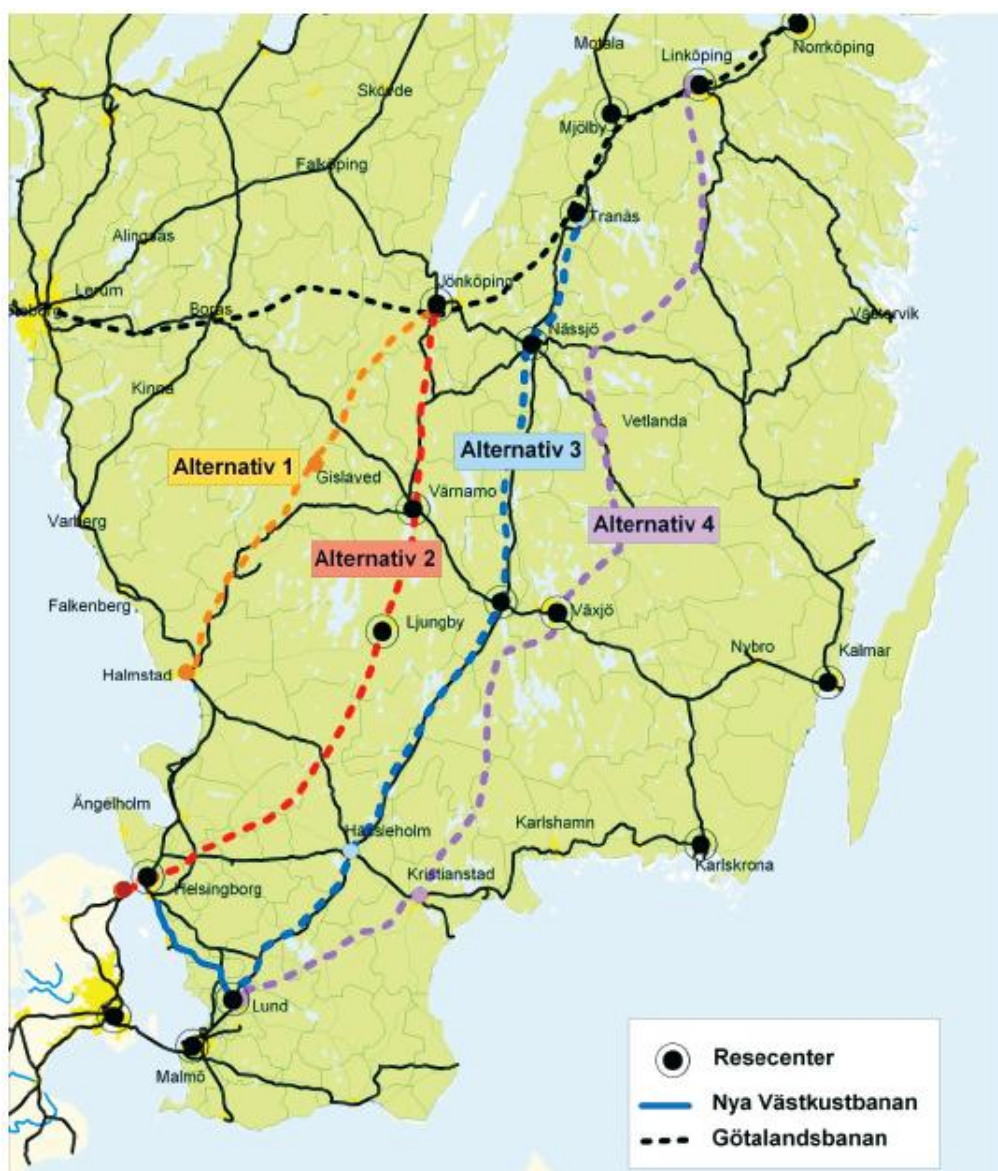 Motala
Linköping
Norrköping
Skövde
Mjölby
Falköping
Tranås
Alingsås
Jönköping
Lerum
Borås
Nässjö
Västervik
Kinna
Vetlanda
Alternativ 3
Alternativ 1
Gislaved
Värnamo
Varberg
Alternativ 4
Alternativ 2
Falkenberg
Växjö
Ljungby
Nybro
Kalmar
Halmstad
Ängelholm
Hässleholm
Karlshamn
Karlskrona
Kristianstad
Helsingborg
Lund
Malmö
Resecenter
Nya Västkustbanan
Götalandsbanan